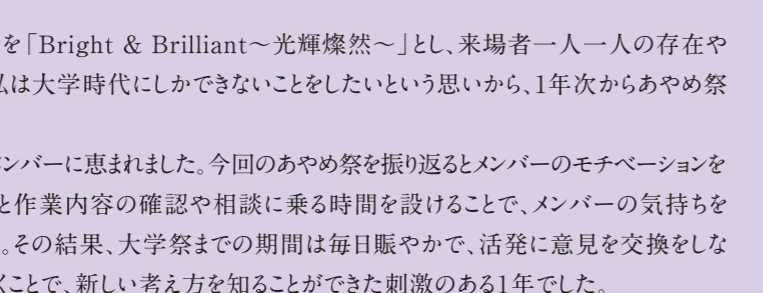 を「Bright & Brilliant～光輝燦然～」とし、来場者一人一人の存在や
私は大学時代にしかできないことをしたいという思いから、1年次からあやめ祭
ンバーに恵まれました。今回のあやめ祭を振り返るとメンバーのモチベーションを
と作業内容の確認や相談に乗る時間を設けることで、メンバーの気持ちを
。その結果、大学祭までの期間は毎日賑やかで、活発に意見を交換をしな
くことで、新しい考え方を知ることができた刺激のある1年でした。